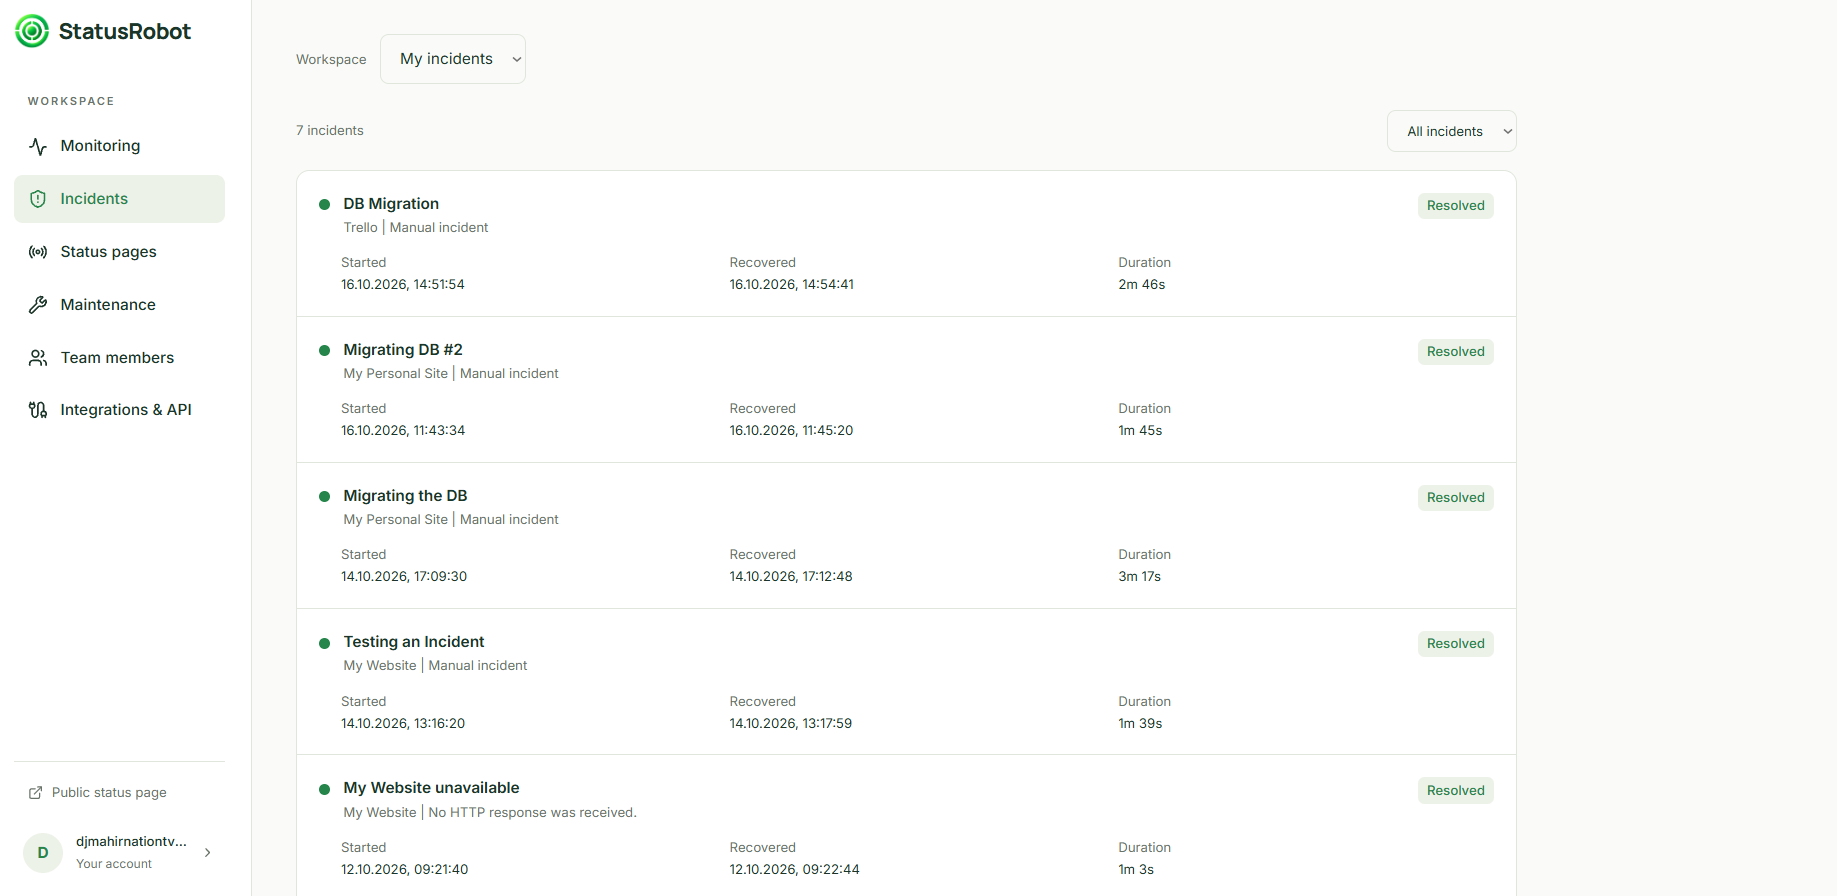 StatusRobot
WORKSPACE
Monitoring
Incidents
Status pages
Maintenance
Team members
Integrations & API
Public status page
D
djmahirnationtv...
Your account
Workspace
My incidents
7 incidents
All incidents
DB Migration
Resolved
Trello | Manual incident
Started
Recovered
Duration
16.10.2026, 14:51:54
16.10.2026, 14:54:41
2m 46s
Migrating DB #2
Resolved
My Personal Site | Manual incident
Started
Recovered
Duration
16.10.2026, 11:43:34
16.10.2026, 11:45:20
1m 45s
Migrating the DB
Resolved
My Personal Site | Manual incident
Started
Recovered
Duration
14.10.2026, 17:09:30
14.10.2026, 17:12:48
3m 17s
Testing an Incident
Resolved
My Website | Manual incident
Started
Recovered
Duration
14.10.2026, 13:16:20
14.10.2026, 13:17:59
1m 39s
My Website unavailable
Resolved
My Website | No HTTP response was received.
Started
Recovered
Duration
12.10.2026, 09:21:40
12.10.2026, 09:22:44
1m 3s